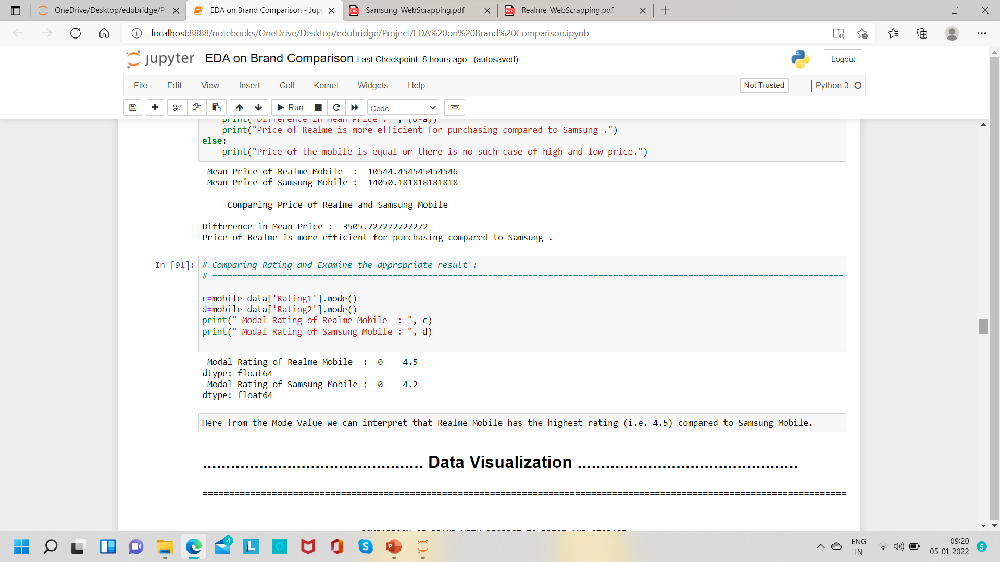 OneDrive/Desktop/edubridge/Pr
EDA on Brand Comparison - Jup
Samsung_WebScrapping.pdf
Realme_WebScrapping.pdf
localhost:8888/notebooks/OneDrive/Desktop/edubridge/Project/EDA%20on%20Brand%20Comparison.ipynb
jupyter EDA on Brand Comparison Last Checkpoint: 8 hours ago (autosaved)
Logout
File Edit View Insert Cell Kernel Widgets Help
Not Trusted
Python 3
Run
Code
print("Difference in Mean Price : ", (b-a))
print("Price of Realme is more efficient for purchasing compared to Samsung .")
else:
print("Price of the mobile is equal or there is no such case of high and low price.")
Mean Price of Realme Mobile : 10544.454545454546
Mean Price of Samsung Mobile : 14050.181818181818
------------------------------------------------------
Comparing Price of Realme and Samsung Mobile
------------------------------------------------------
Difference in Mean Price : 3505.727272727272
Price of Realme is more efficient for purchasing compared to Samsung .
In [91]:
# Comparing Rating and Examine the appropriate result :
# ==============================================================================================================================
c=mobile_data['Rating1'].mode()
d=mobile_data['Rating2'].mode()
print(" Modal Rating of Realme Mobile  : ", c)
print(" Modal Rating of Samsung Mobile : ", d)
Modal Rating of Realme Mobile : 0 4.5
dtype: float64
Modal Rating of Samsung Mobile : 0 4.2
dtype: float64
Here from the Mode Value we can interpret that Realme Mobile has the highest rating (i.e. 4.5) compared to Samsung Mobile.
............................................... Data Visualization ...............................................
=====================================================================================================================
4
ENG
IN
09:20
05-01-2022
5